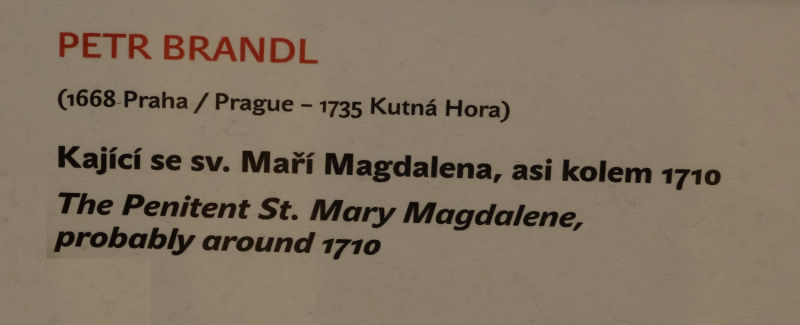 PETR BRANDL
(1668 Praha / Prague – 1735 Kutná Hora)
Kající se sv. Maří Magdalena, asi kolem 1710
The Penitent St. Mary Magdalene,
probably around 1710